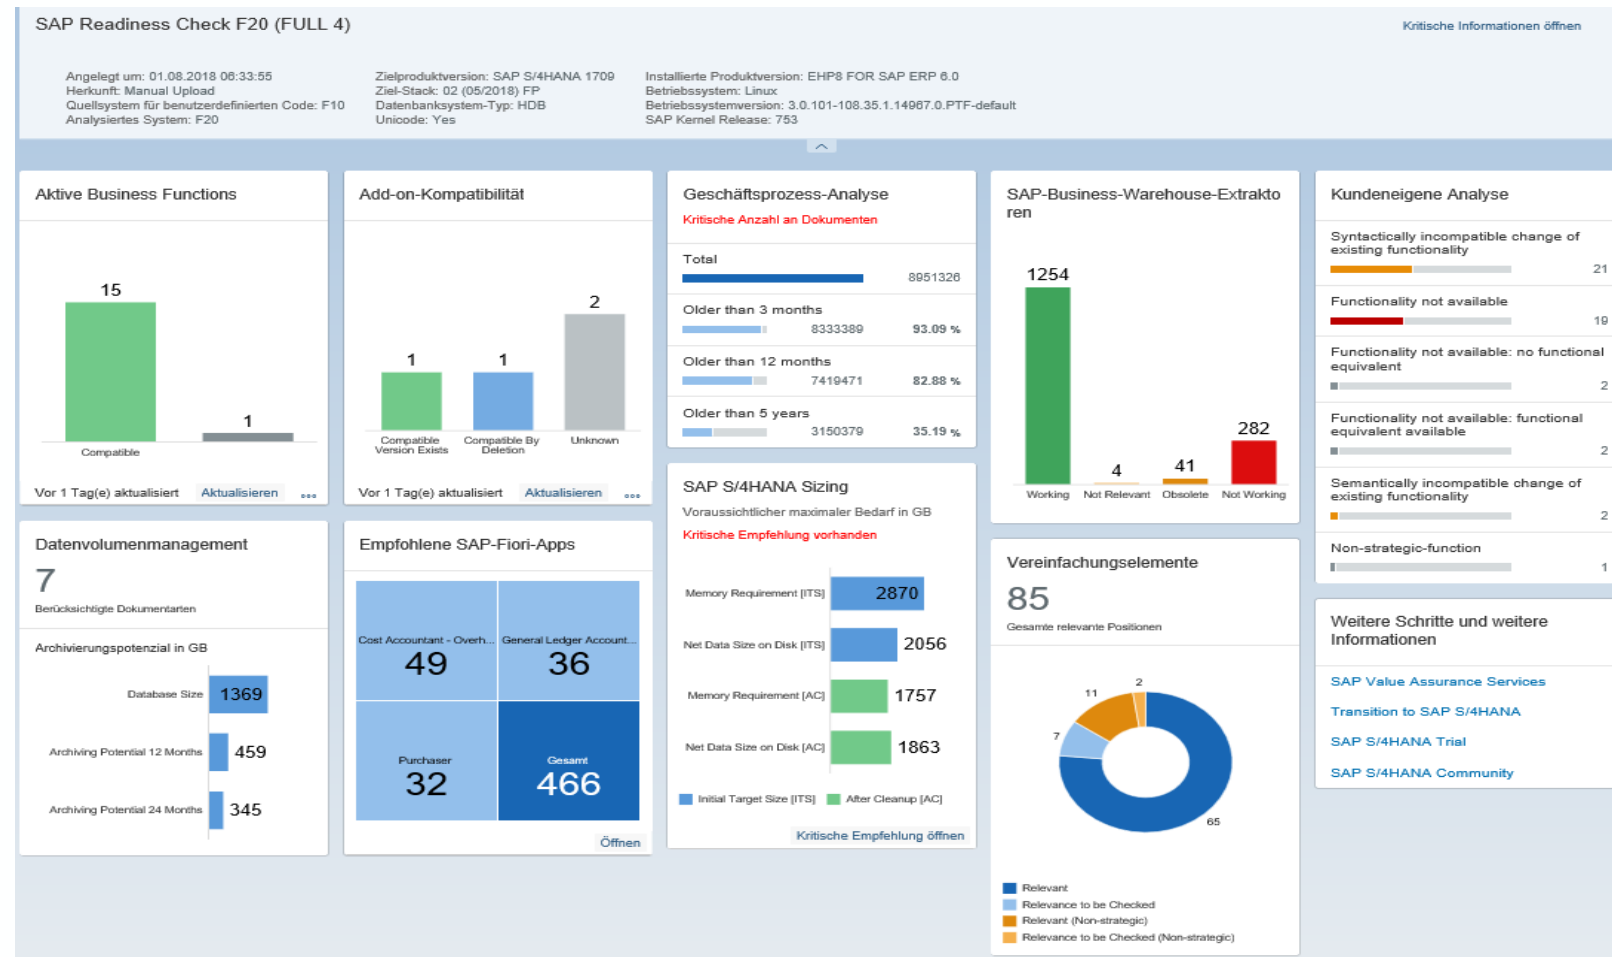 SAP Readiness Check F20 (FULL 4)
Kritische Informationen öffnen
Angelegt um: 01.08.2018 06:33:55
Herkunft: Manual Upload
Quellsystem für benutzerdefinierten Code: F10
Analysiertes System: F20
Zielproduktversion: SAP S/4HANA 1709
Ziel-Stack: 02 (05/2018) FP
Datenbanksystem-Typ: HDB
Unicode: Yes
Installierte Produktversion: EHP8 FOR SAP ERP 6.0
Betriebssystem: Linux
Betriebssystemversion: 3.0.101-108.35.1.14967.0.PTF-default
SAP Kernel Release: 753
Aktive Business Functions
15
1
Compatible
Vor 1 Tag(e) aktualisiert Aktualisieren
Add-on-Kompatibilität
1
1
2
Compatible
Version Exists
Compatible By
Deletion
Unknown
Vor 1 Tag(e) aktualisiert Aktualisieren
Geschäftsprozess-Analyse
Kritische Anzahl an Dokumenten
Total
8951326
Older than 3 months
8333389 93.09 %
Older than 12 months
7419471 82.88 %
Older than 5 years
3150379 35.19 %
SAP-Business-Warehouse-Extrakto
ren
1254
4
41
282
Working Not Relevant Obsolete Not Working
Kundeneigene Analyse
Syntactically incompatible change of
existing functionality
21
Functionality not available
19
Functionality not available: no functional
equivalent
2
Functionality not available: functional
equivalent available
2
Semantically incompatible change of
existing functionality
2
Non-strategic-function
1
Datenvolumenmanagement
7
Berücksichtigte Dokumentarten
Archivierungspotenzial in GB
Database Size 1369
Archiving Potential 12 Months 459
Archiving Potential 24 Months 345
Empfohlene SAP-Fiori-Apps
Cost Accountant - Overh...
49
General Ledger Account...
36
Purchaser
32
Gesamt
466
Öffnen
SAP S/4HANA Sizing
Voraussichtlicher maximaler Bedarf in GB
Kritische Empfehlung vorhanden
Memory Requirement [ITS] 2870
Net Data Size on Disk [ITS] 2056
Memory Requirement [AC] 1757
Net Data Size on Disk [AC] 1863
Initial Target Size [ITS] After Cleanup [AC]
Kritische Empfehlung öffnen
Vereinfachungselemente
85
Gesamte relevante Positionen
2
11
7
65
Relevant
Relevance to be Checked
Relevant (Non-strategic)
Relevance to be Checked (Non-strategic)
Weitere Schritte und weitere
Informationen
SAP Value Assurance Services
Transition to SAP S/4HANA
SAP S/4HANA Trial
SAP S/4HANA Community